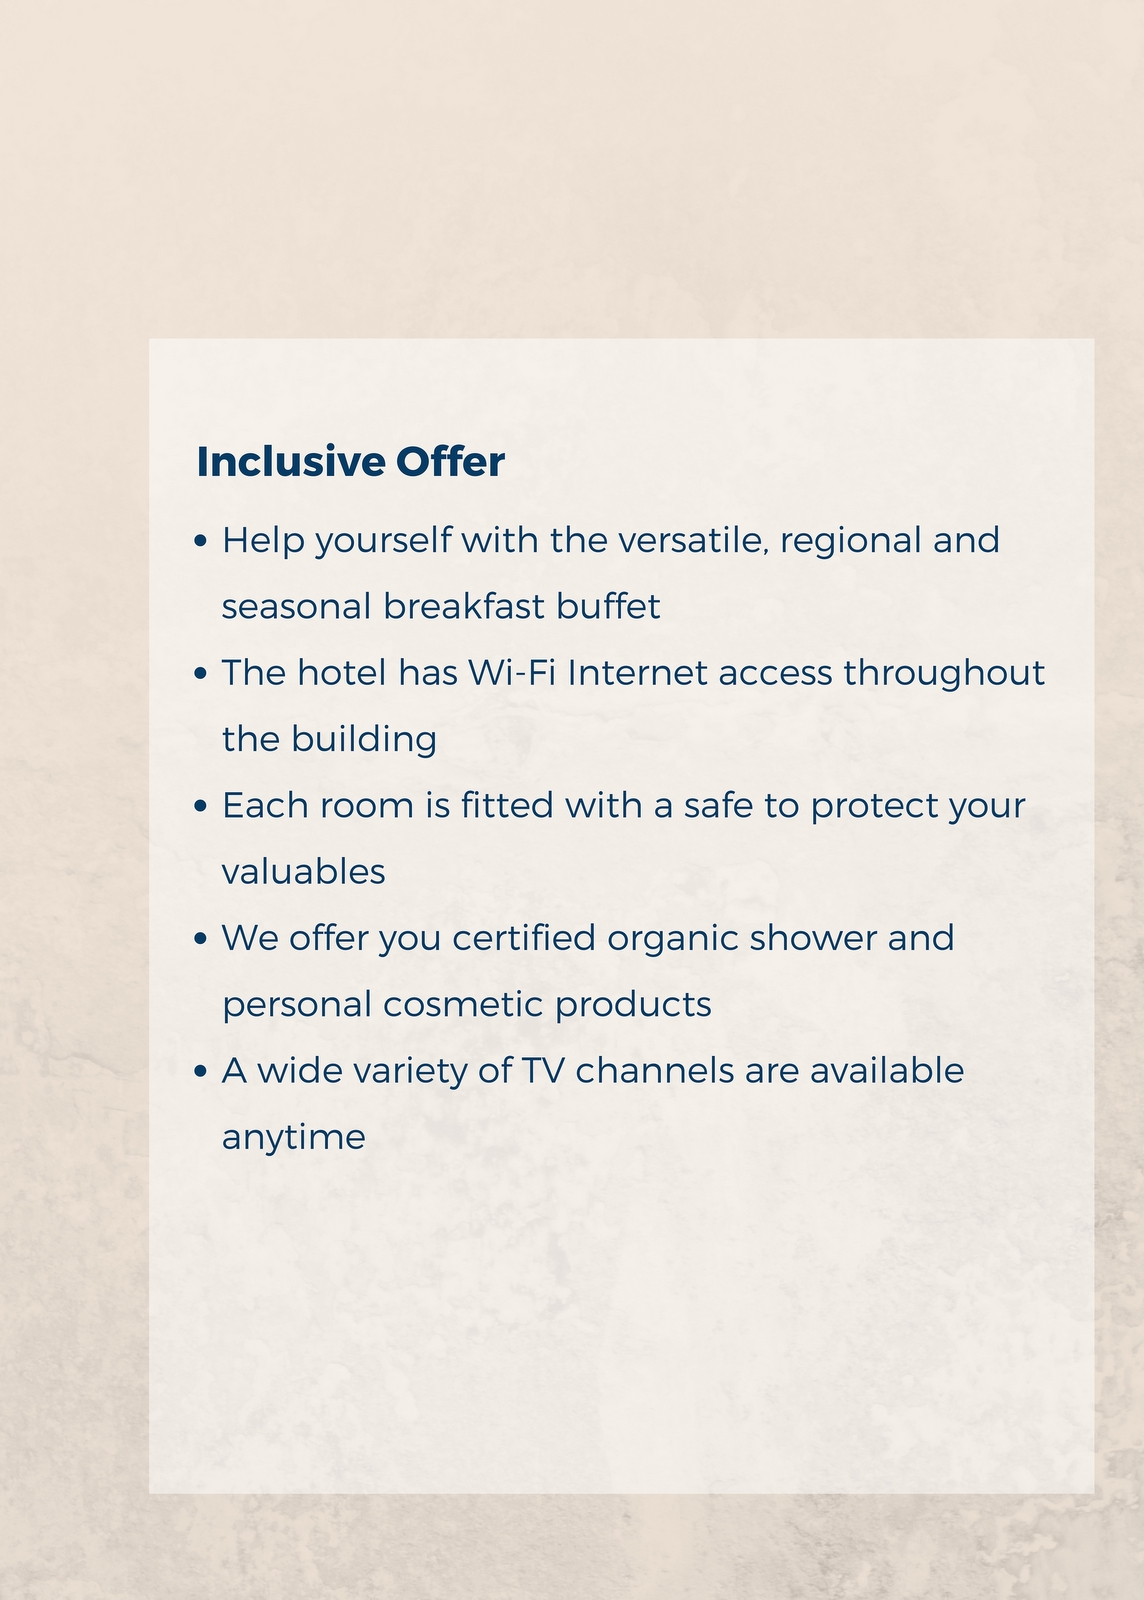 Inclusive Offer
• Help yourself with the versatile, regional and
seasonal breakfast buffet
• The hotel has Wi-Fi Internet access throughout
the building
• Each room is fitted with a safe to protect your
valuables
• We offer you certified organic shower and
personal cosmetic products
• A wide variety of TV channels are available
anytime